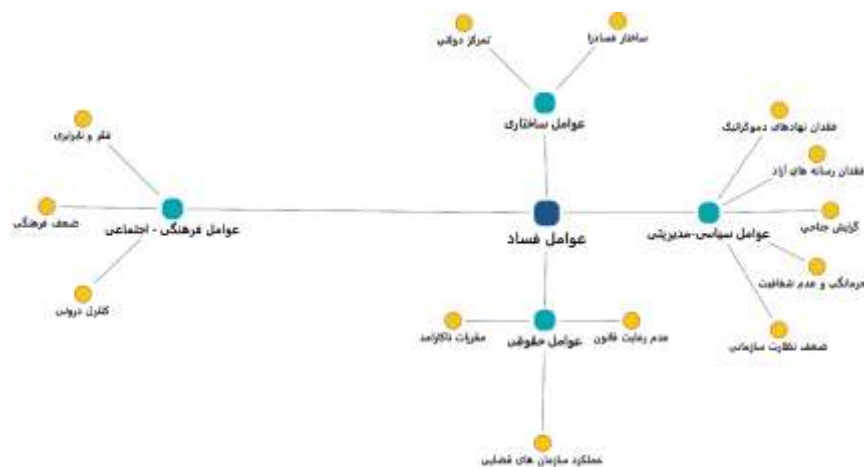 ساختار فسادزا
تمرکز دولتی
عوامل ساختاری
فقدان نهادهای دموکراتیک
فقر و نابرابری
فقدان رسانه های آزاد
ضعف فرهنگی
عوامل فرهنگی - اجتماعی
عوامل فساد
عوامل سیاسی-مدیریتی
گرایش جناحی
محرمانگی و عدم شفافیت
کنترل درونی
مقررات ناکارآمد
عوامل حقوقی
عدم رعایت قانون
ضعف نظارت سازمانی
عملکرد سازمان های قضایی